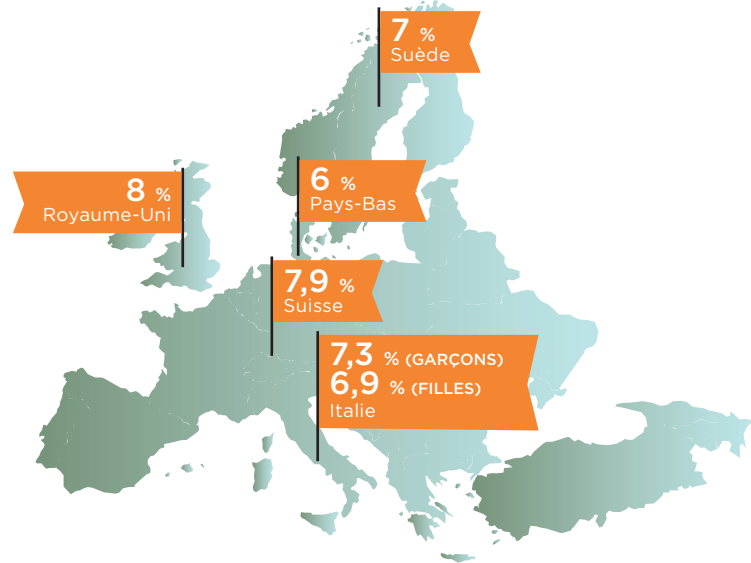 7 %
Suède
8 %
Royaume-Uni
6 %
Pays-Bas
7,9 %
Suisse
7,3 % (GARÇONS)
6,9 % (FILLES)
Italie